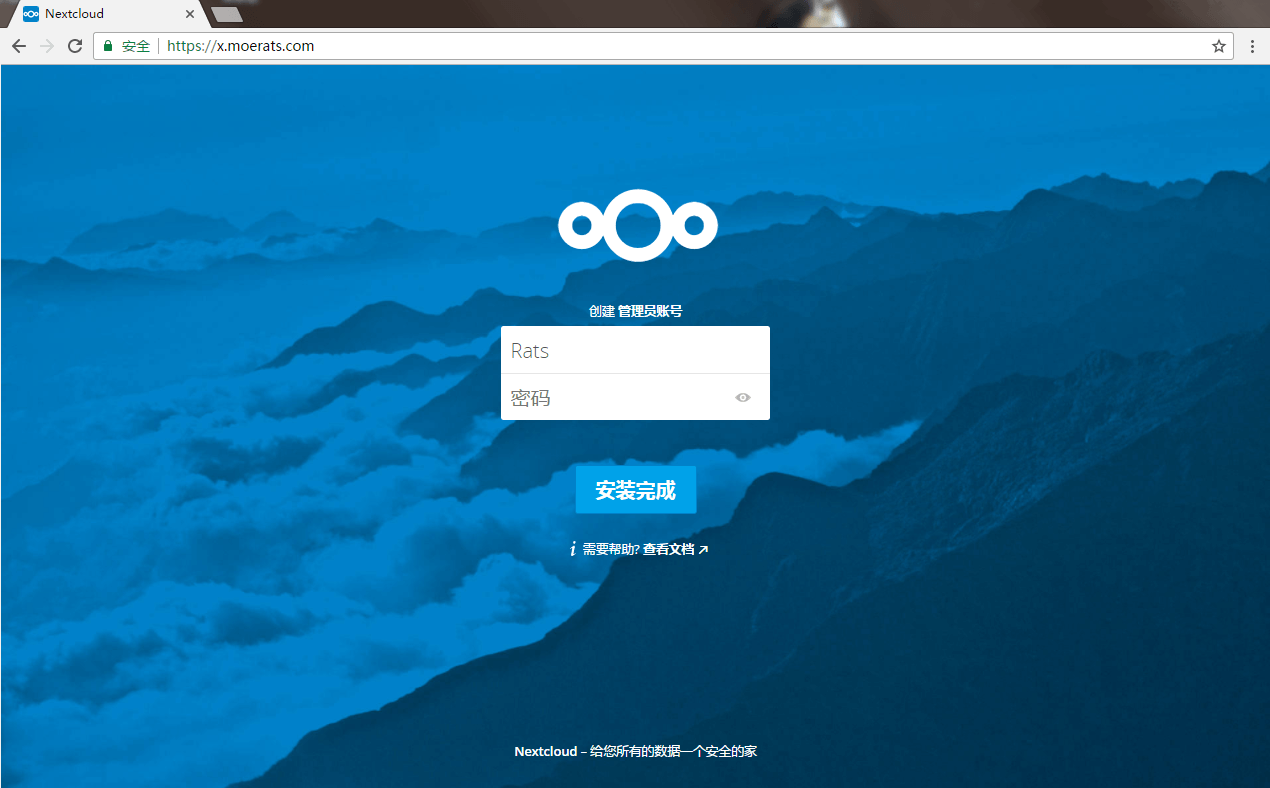 Nextcloud
安全 https://x.moerats.com
创建 管理员账号
Rats
密码
安装完成
i 需要帮助? 查看文档 ↗
Nextcloud – 给您所有的数据一个安全的家